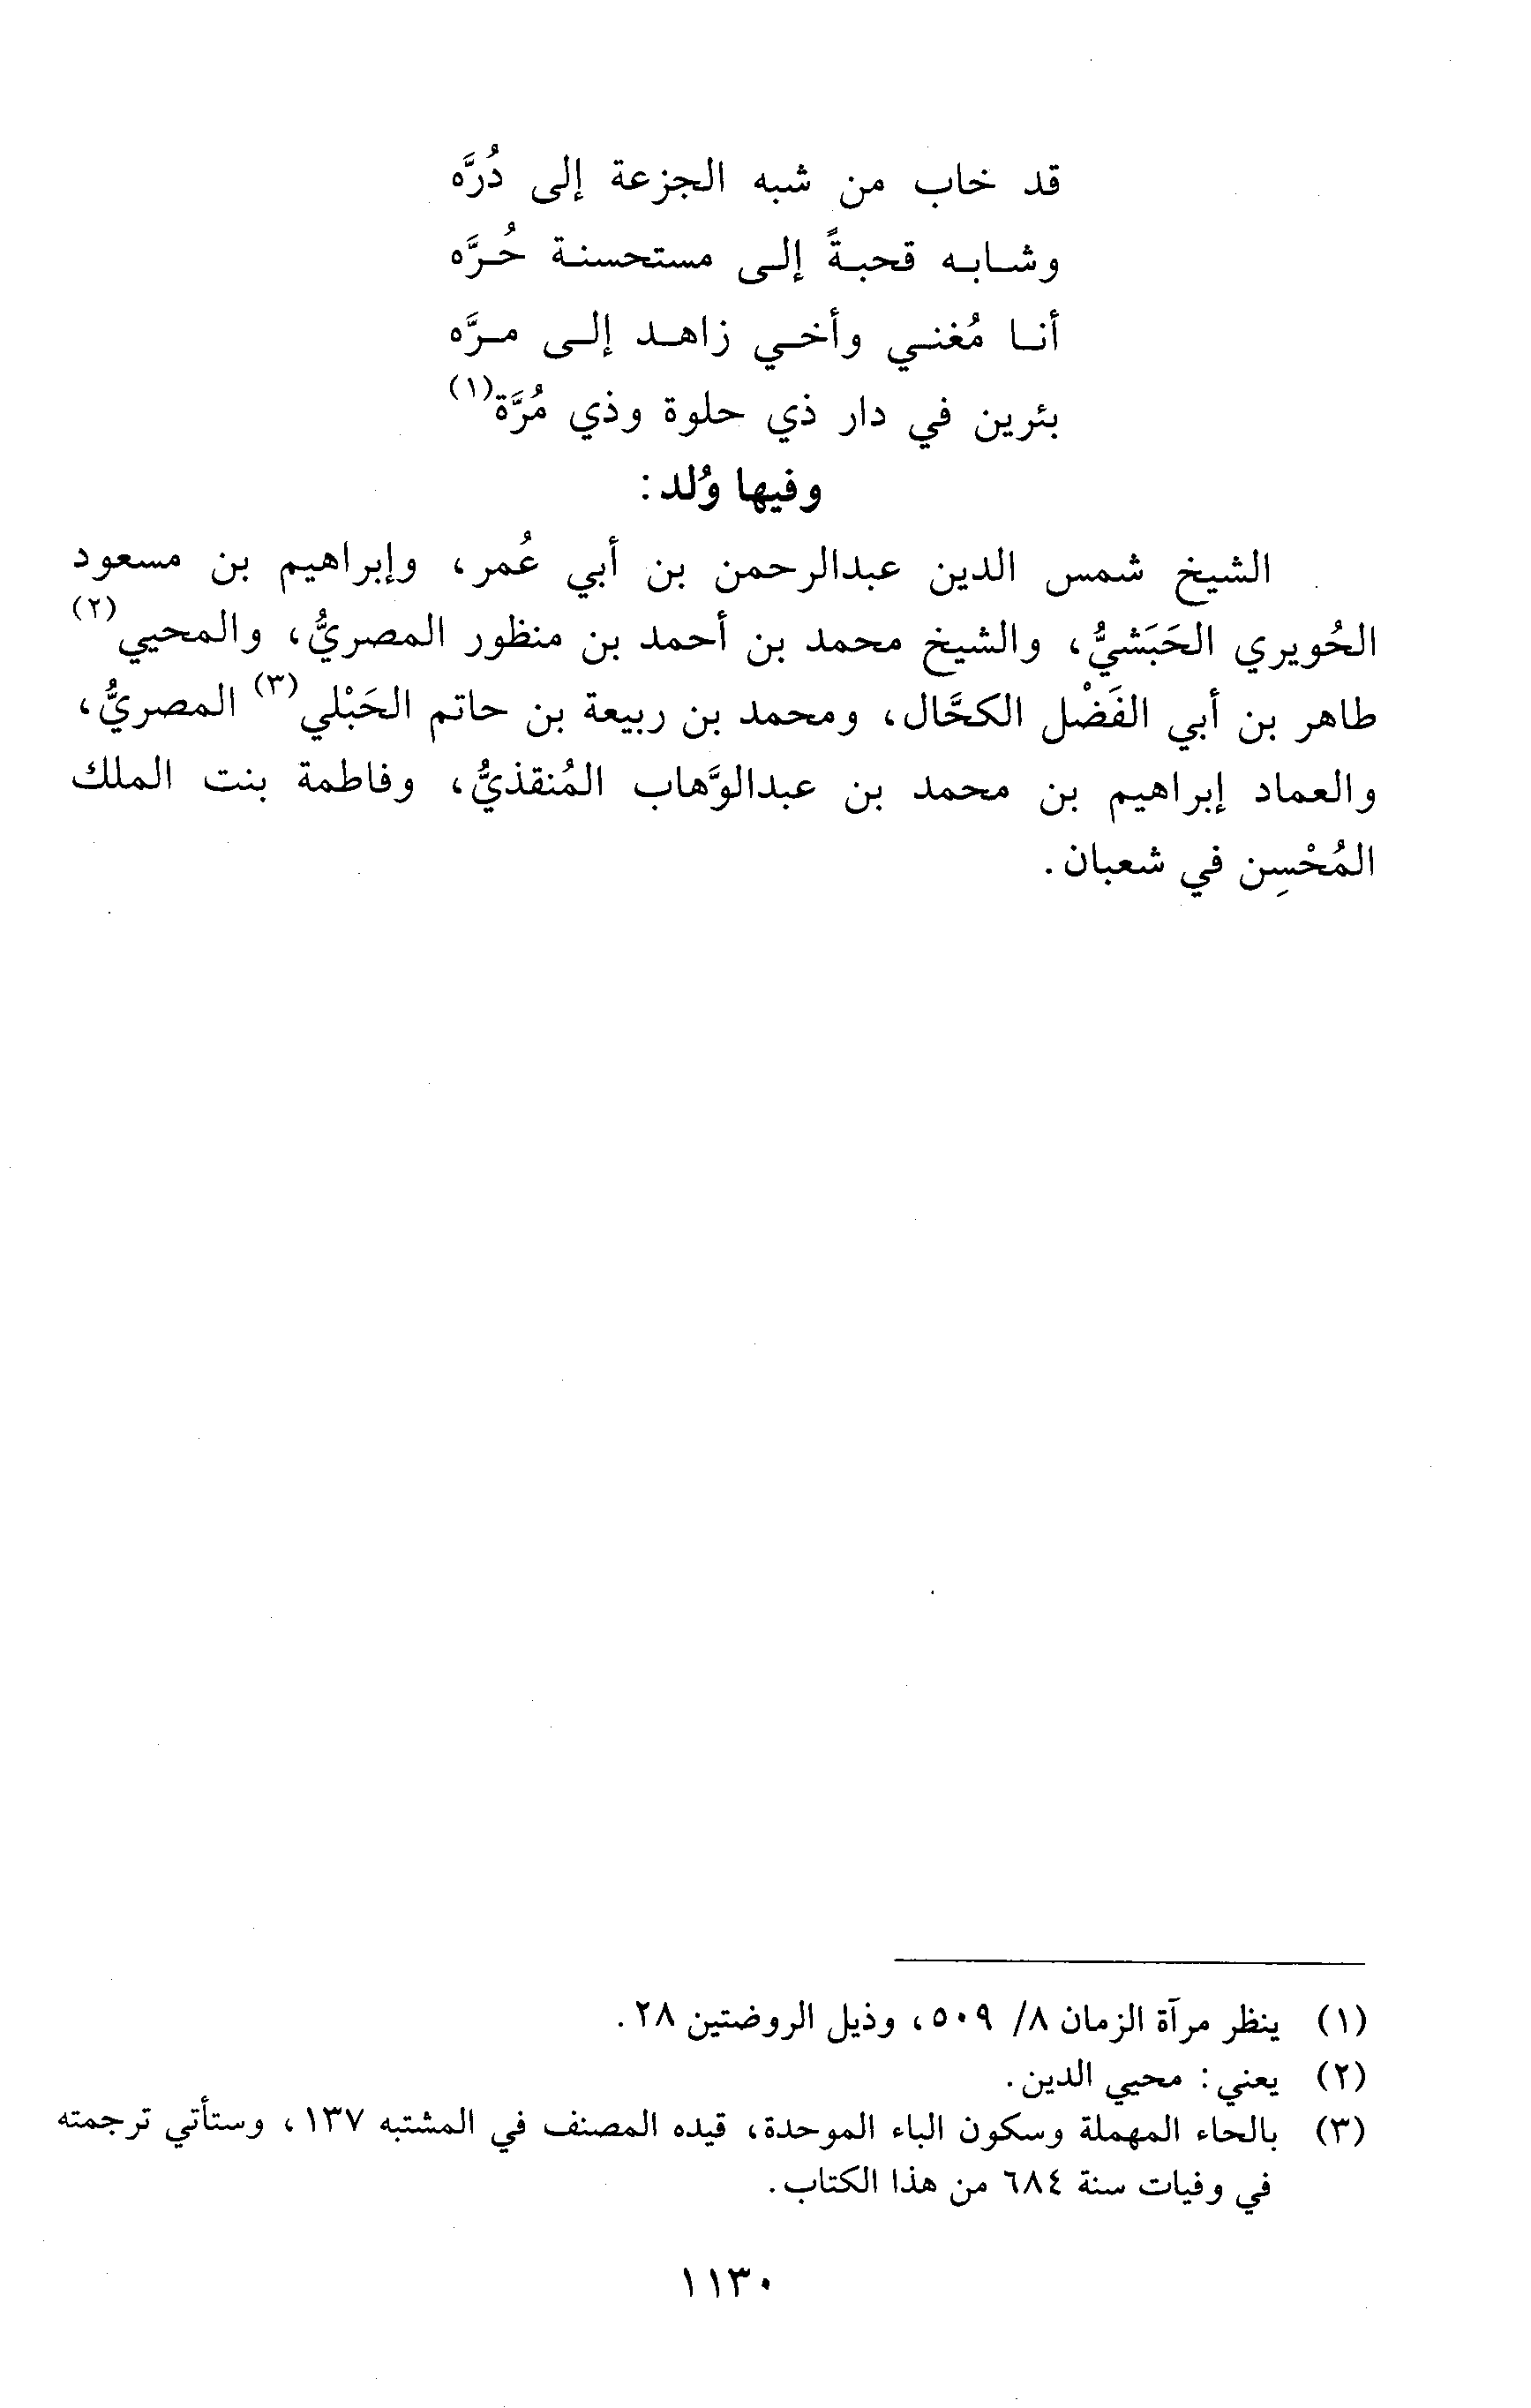 قد خاب من شبه الجزعة إلى دُرَّه
وشابه قحبةً إلى مستحسنة حُرَّه
أنا مُغني وأخي زاهد إلى مرَّه
بئرين في دار ذي حلوة وذي مُرَّة(١)
وفيها وُلد:
الشيخ شمس الدين عبدالرحمن بن أبي عُمر، وإبراهيم بن مسعود
الحُويري الحَبَشيُّ، والشيخ محمد بن أحمد بن منظور المصريُّ، والمحيي(٢)
طاهر بن أبي الفَضْل الكحَّال، ومحمد بن ربيعة بن حاتم الحَبْلي(٣) المصريُّ،
والعماد إبراهيم بن محمد بن عبدالوهَّاب المُنقذيُّ، وفاطمة بنت الملك
المُحْسِن في شعبان.
(١) ينظر مرآة الزمان ٨/ ٥٠٩، وذيل الروضتين ٢٨.
(٢) يعني: محيي الدين.
(٣) بالحاء المهملة وسكون الباء الموحدة، قيده المصنف في المشتبه ١٣٧، وستأتي ترجمته
في وفيات سنة ٦٨٤ من هذا الكتاب.
١١٣٠